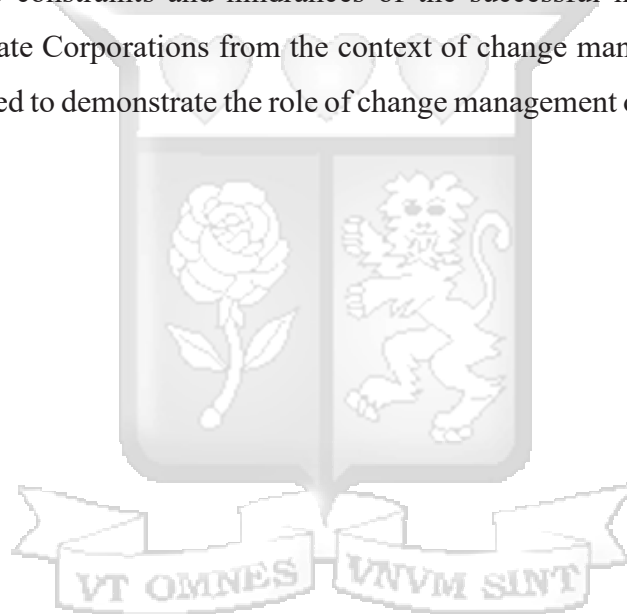 constraints and hindrances of the successful
ate Corporations from the context of change man
ed to demonstrate the role of change management
VT OMNES VNVM SINT